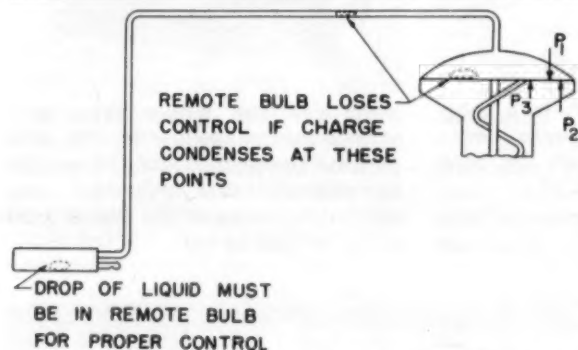 P1
REMOTE BULB LOSES
CONTROL IF CHARGE
CONDENSES AT THESE
POINTS
P3
P2
DROP OF LIQUID MUST
BE IN REMOTE BULB
FOR PROPER CONTROL